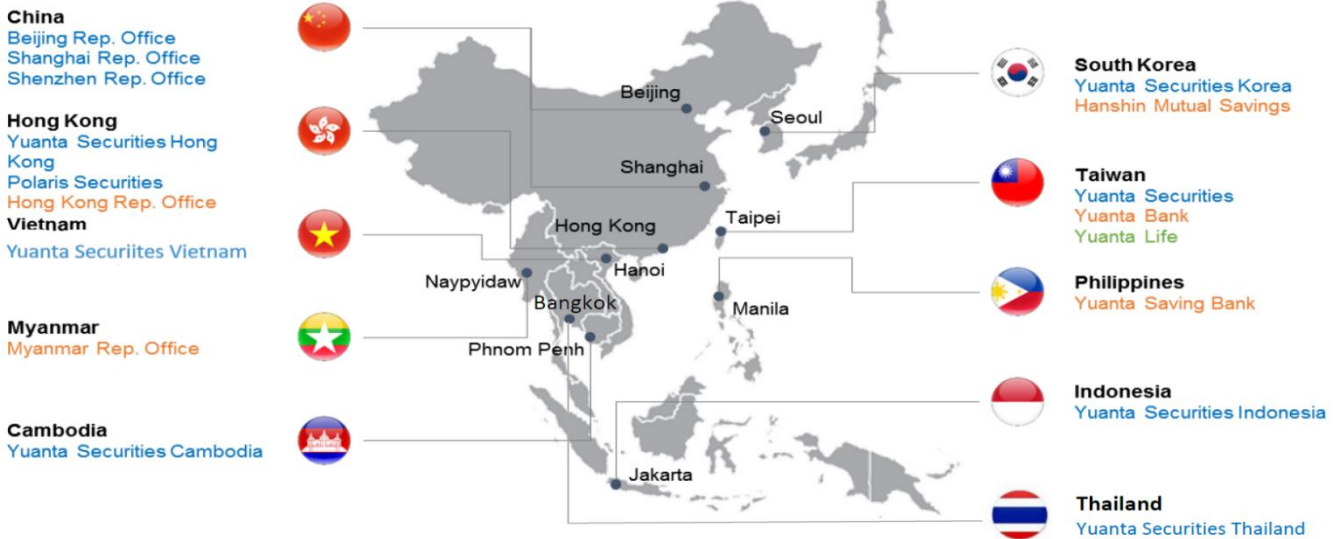 China
Beijing Rep. Office
Shanghai Rep. Office
Shenzhen Rep. Office
Hong Kong
Yuanta Securities Hong
Kong
Polaris Securities
Hong Kong Rep. Office
Vietnam
Yuanta Securiites Vietnam
Myanmar
Myanmar Rep. Office
Cambodia
Yuanta Securities Cambodia
Beijing
Seoul
Shanghai
Taipei
Hong Kong
Hanoi
Naypyidaw
Bangkok
Manila
Phnom Penh
Jakarta
South Korea
Yuanta Securities Korea
Hanshin Mutual Savings
Taiwan
Yuanta Securities
Yuanta Bank
Yuanta Life
Philippines
Yuanta Saving Bank
Indonesia
Yuanta Securities Indonesia
Thailand
Yuanta Securities Thailand